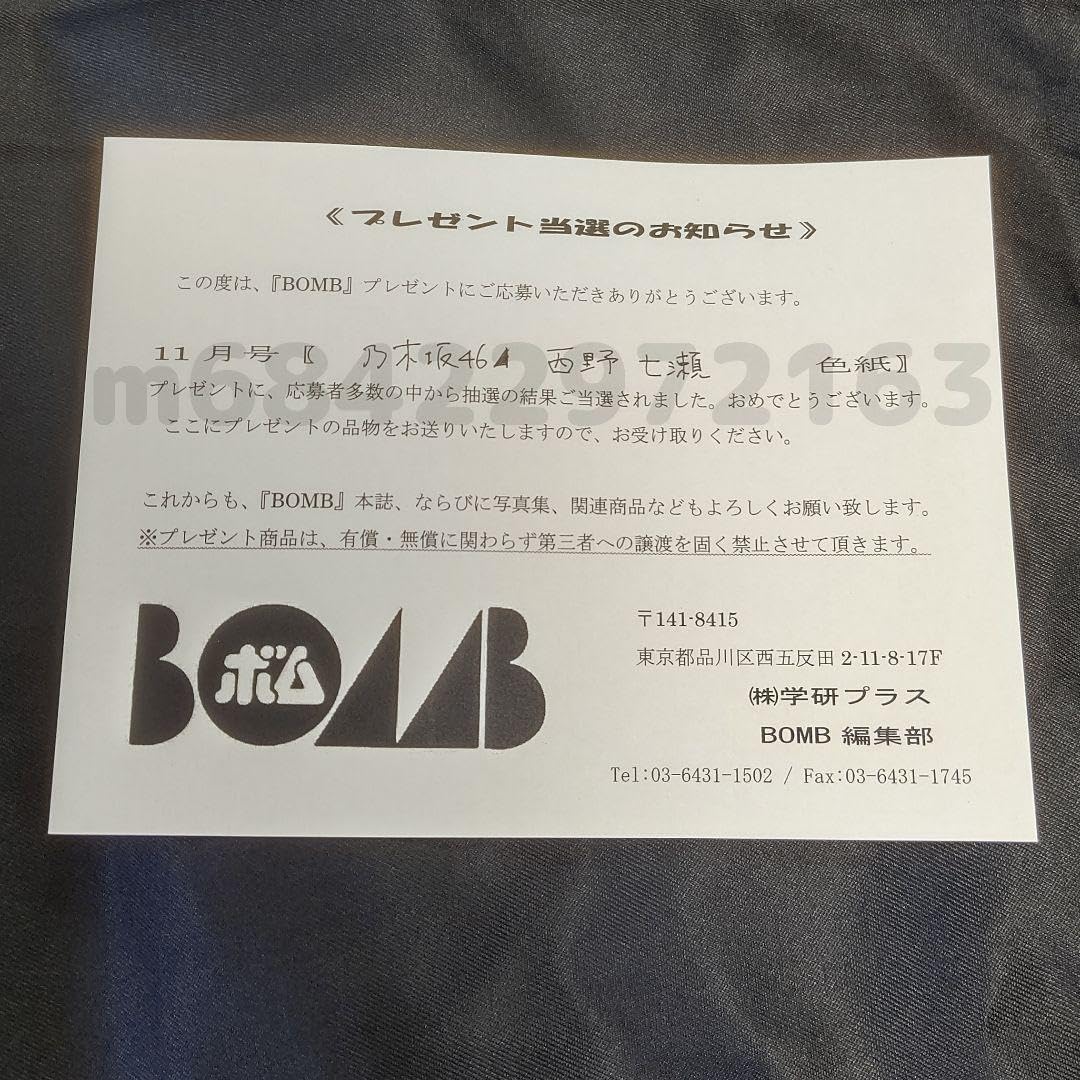 《プレゼント当選のお知らせ》
この度は、『BOMB』プレゼントにご応募いただきありがとうございます。
11月号〖 乃木坂46 西野 七瀬 色紙〗
m68422972163
プレゼントに、応募者多数の中から抽選の結果ご当選されました。おめでとうございます。
ここにプレゼントの品物をお送りいたしますので、お受け取りください。
これからも、『BOMB』本誌、ならびに写真集、関連商品などもよろしくお願い致します。
※プレゼント商品は、有償・無償に関わらず第三者への譲渡を固く禁止させて頂きます。
BOMB
ボム
〒141-8415
東京都品川区西五反田 2-11-8-17F
㈱学研プラス
BOMB 編集部
Tel:03-6431-1502 / Fax:03-6431-1745